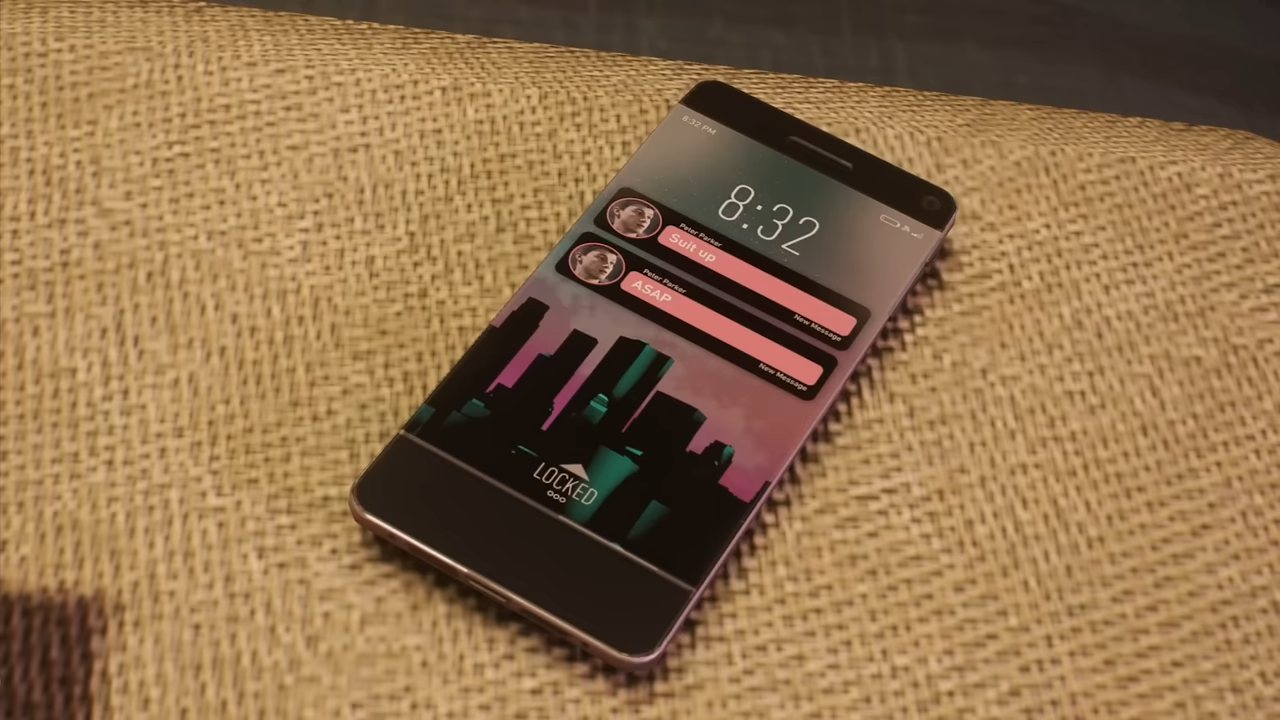 8:32 PM
8:32
Peter Parker
Suit up
New Message
Peter Parker
ASAP
New Message
LOCKED